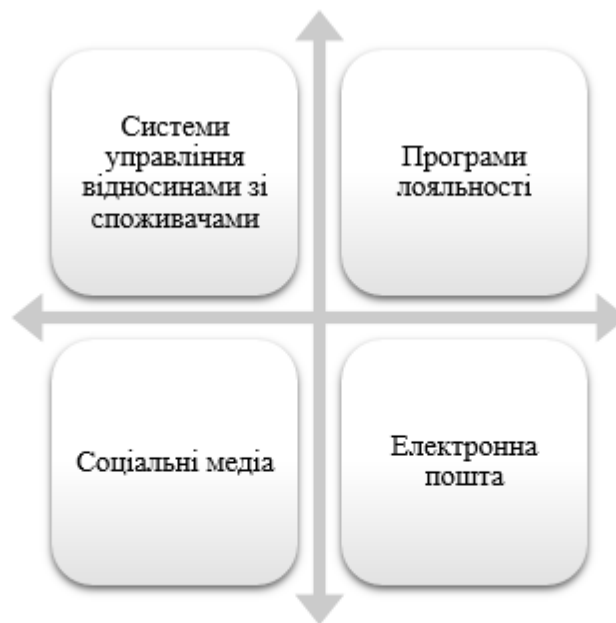 Системи
управління
відносинами зі
споживачами
Програми
лояльності
Соціальні медіа
Електронна
пошта